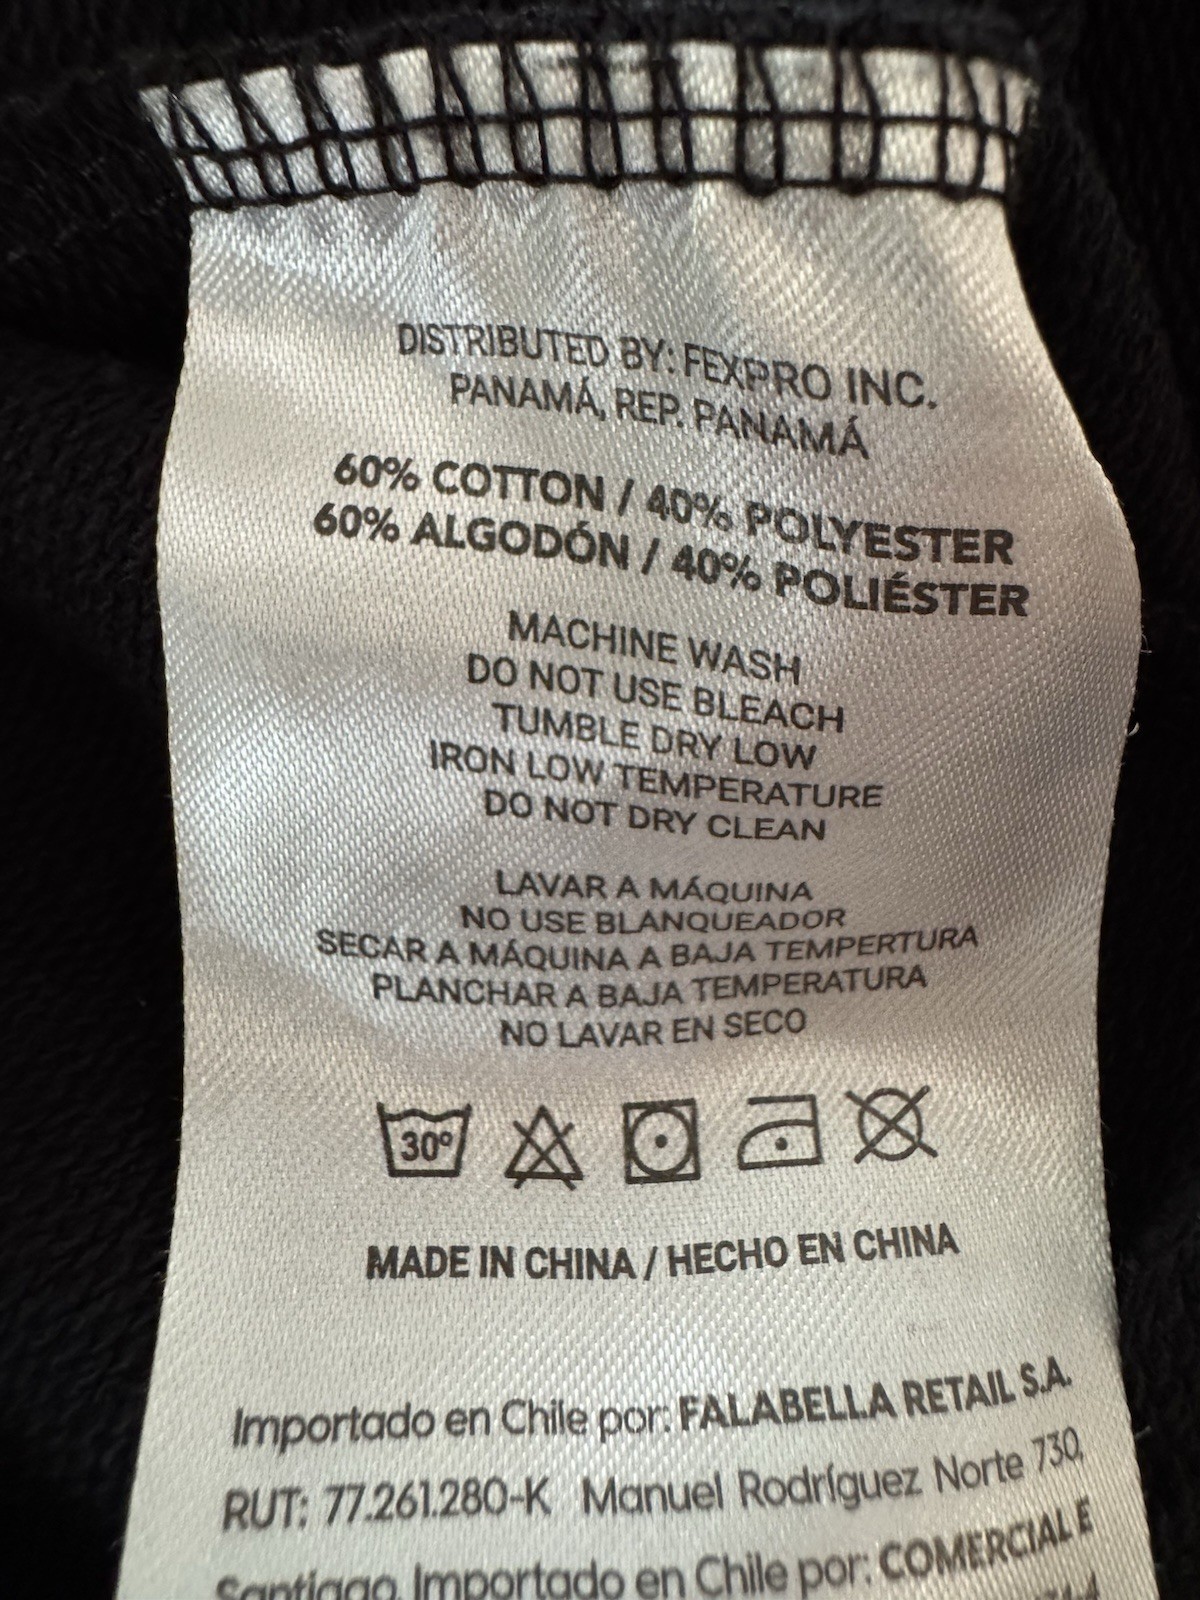 DISTRIBUTED BY: FEXPRO INC.
PANAMÁ, REP. PANAMÁ
60% COTTON / 40% POLYESTER
60% ALGODÓN / 40% POLIÉSTER
MACHINE WASH
DO NOT USE BLEACH
TUMBLE DRY LOW
IRON LOW TEMPERATURE
DO NOT DRY CLEAN
LAVAR A MÁQUINA
NO USE BLANQUEADOR
SECAR A MÁQUINA A BAJA TEMPERTURA
PLANCHAR A BAJA TEMPERATURA
NO LAVAR EN SECO
30°
MADE IN CHINA / HECHO EN CHINA
Importado en Chile por: FALABELLA RETAIL S.A.
RUT: 77.261.280-K Manuel Rodríguez Norte 730,
Santiago. Importado en Chile por: COMERCIAL E